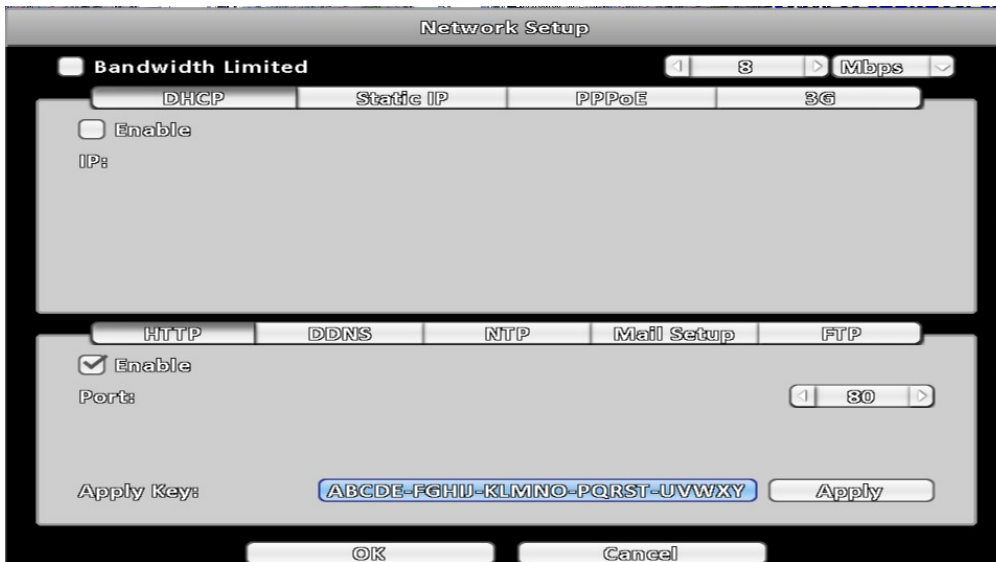 Network Setup
Bandwidth Limited 8 Mbps
DHCP Static IP PPPoE 3G
Enable
IP:
HTTP DDNS NTP Mail Setup FTP
Enable
Port: 80
Apply Key: ABCDE-FGHIJ-KLMNO-PQRST-UVWXY Apply
OK Cancel